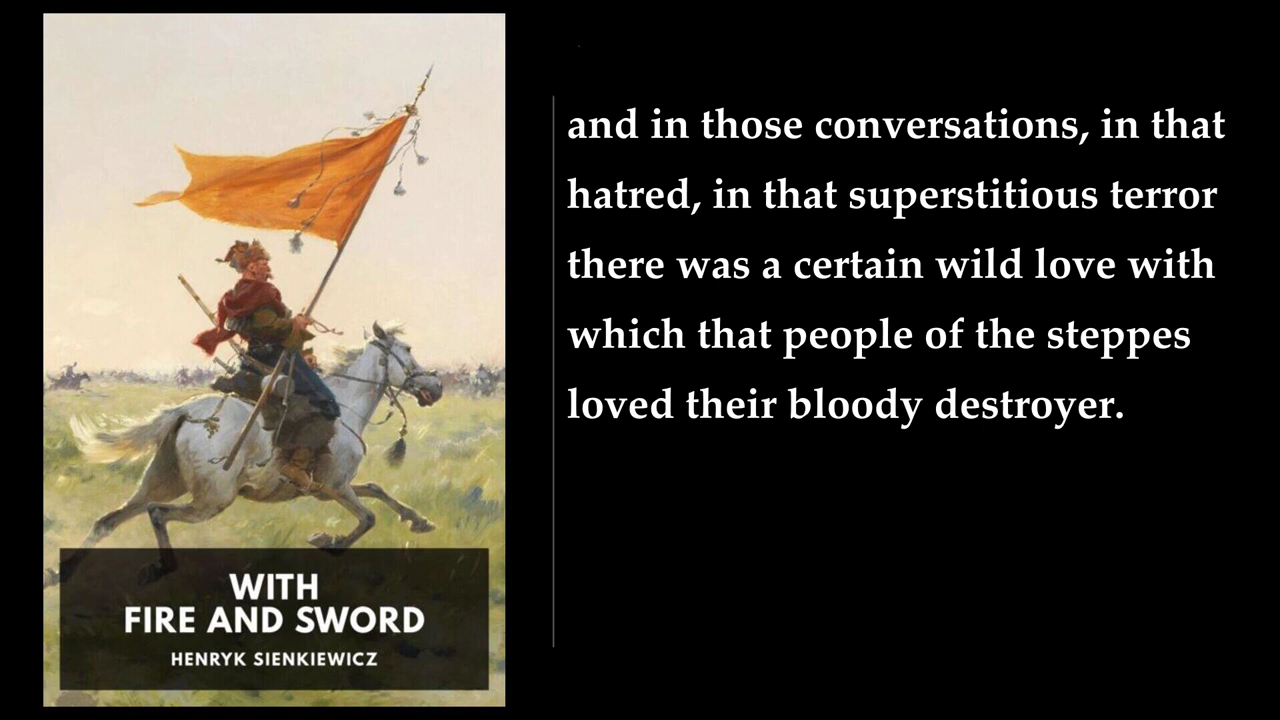 WITH
FIRE AND SWORD
HENRYK SIENKIEWICZ
and in those conversations, in that
hatred, in that superstitious terror
there was a certain wild love with
which that people of the steppes
loved their bloody destroyer.